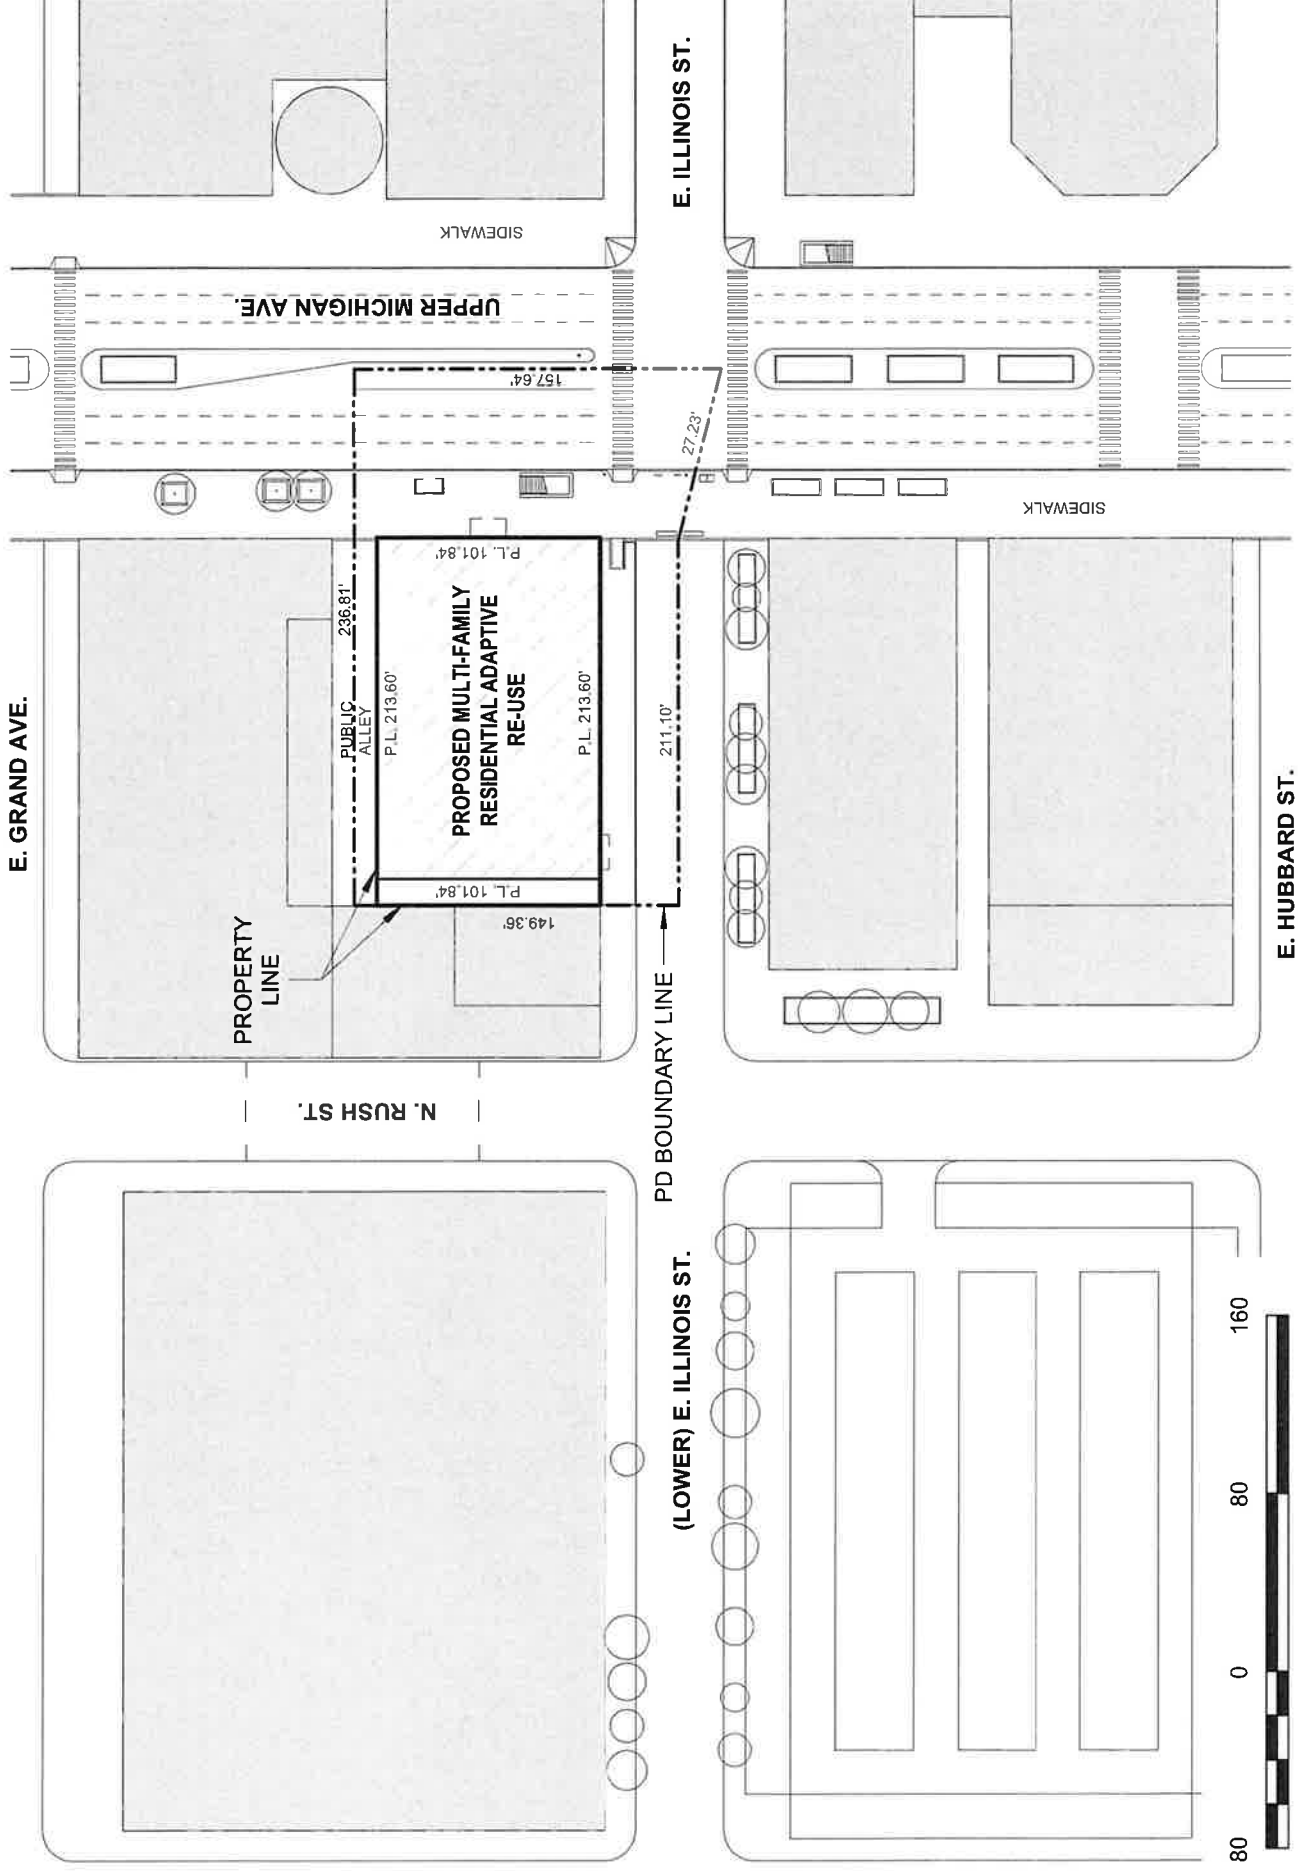 E. GRAND AVE.
E. ILLINOIS ST.
SIDEWALK
UPPER MICHIGAN AVE.
157.64'
27.23'
SIDEWALK
236.81'
PUBLIC
ALLEY
P.L. 213.60'
P.L. 101.84'
PROPOSED MULTI-FAMILY
RESIDENTIAL ADAPTIVE
RE-USE
P.L. 213.60'
211.10'
P.L. 101.84'
149.36'
PROPERTY
LINE
E. HUBBARD ST.
N. RUSH ST.
PD BOUNDARY LINE
(LOWER) E. ILLINOIS ST.
80
0
80
160